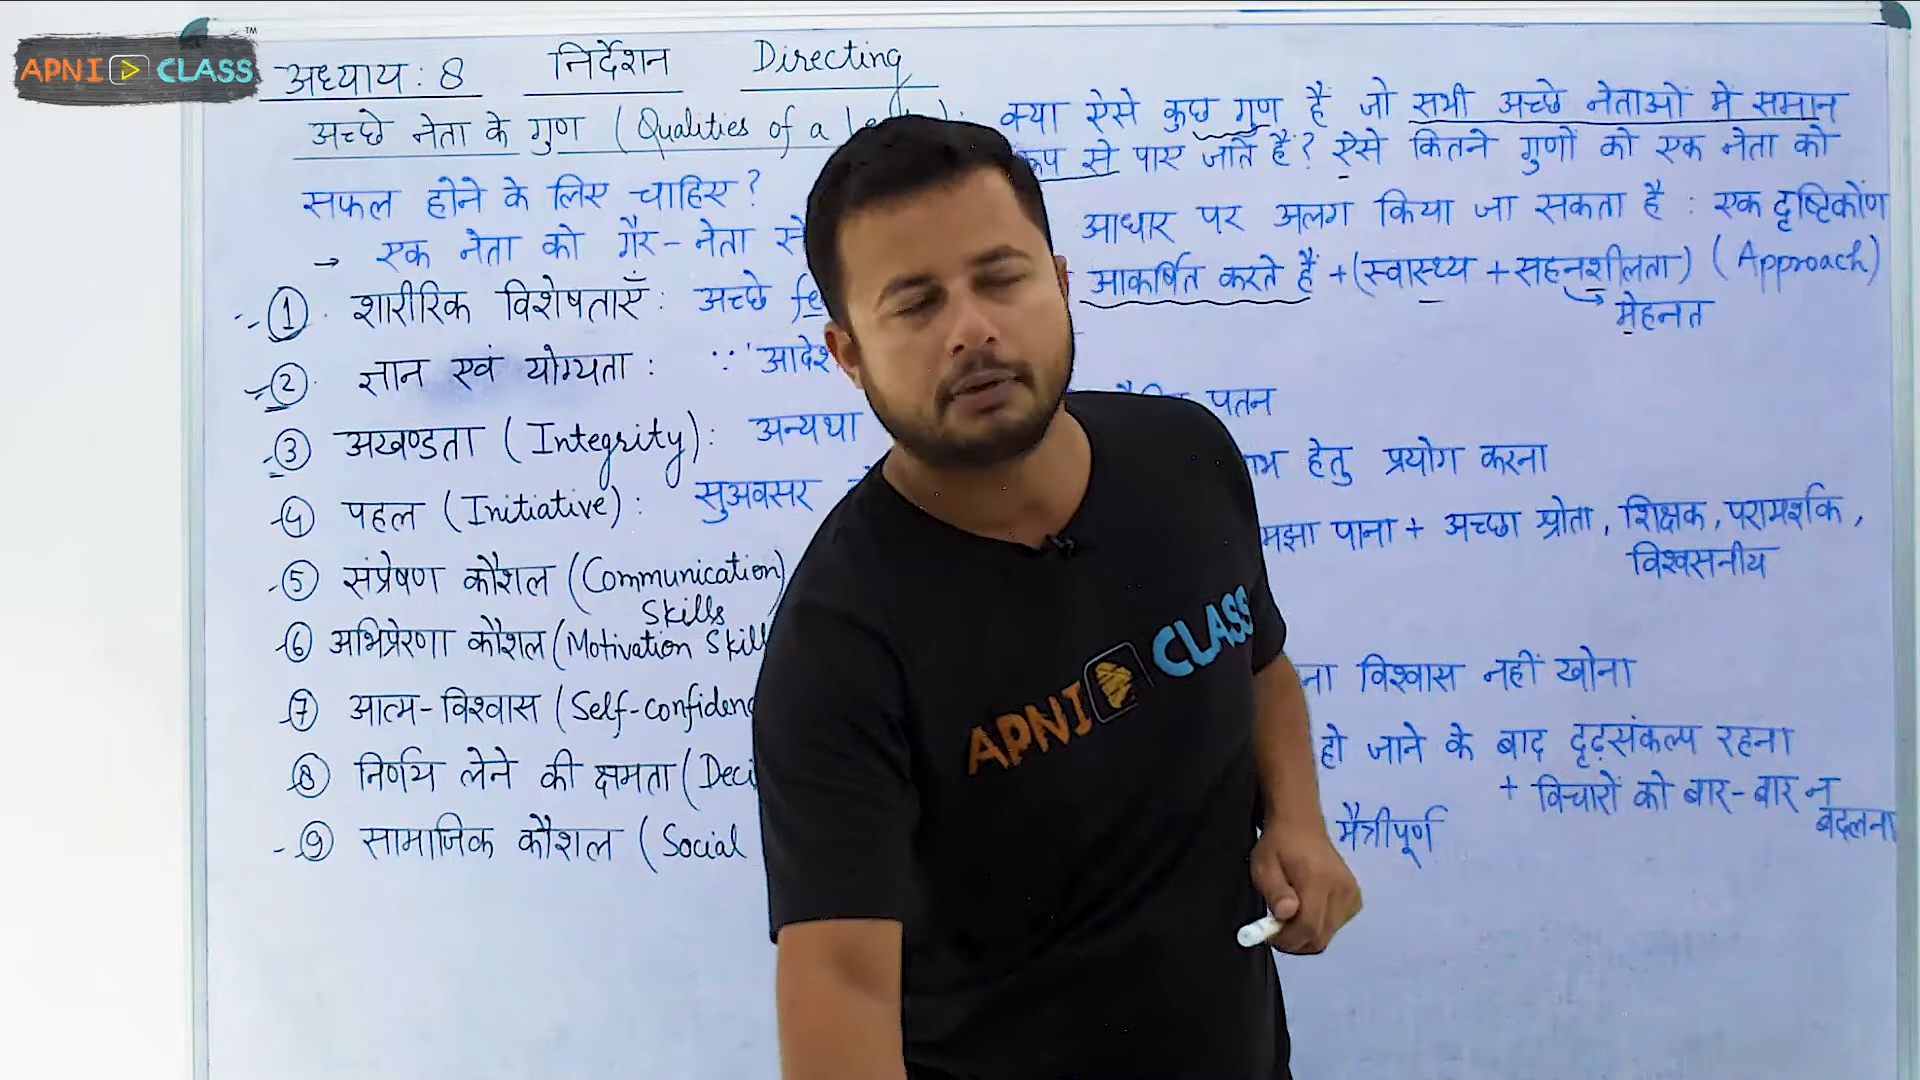 APNI CLASS TM
अध्याय : 8 निर्देशन Directing
अच्छे नेता के गुण ( Qualities of a : क्या ऐसे कुछ गुण हैं जो सभी अच्छे नेताओं में समान
रूप से पाए जाते हैं? ऐसे कितने गुणों को एक नेता को
सफल होने के लिए चाहिए?
→ एक नेता को गैर-नेता से आधार पर अलग किया जा सकता है : एक दृष्टिकोंण
(Approach)
① शारीरिक विशेषताएँ : अच्छे आकर्षित करते हैं + (स्वास्थ्य + सहनशीलता)
→ मेहनत
② ज्ञान एवं योग्यता : ∵ 'आदेश
③ अखण्डता (Integrity) : अन्यथा पतन
④ पहल (Initiative) : सुअवसर हेतु प्रयोग करना
⑤ संप्रेषण कौशल (Communication Skills) पाना + अच्छा श्रोता, शिक्षक, परामर्शक,
विश्वसनीय
⑥ अभिप्रेरणा कौशल (Motivation Skill
⑦ आत्म-विश्वास (Self-confiden विश्वास नहीं खोना
⑧ निर्णय लेने की क्षमता (Deci हो जाने के बाद दृढ़संकल्प रहना
+ विचारों को बार-बार न बदलना
⑨ सामाजिक कौशल (Social मैत्रीपूर्ण
APNI CLASS